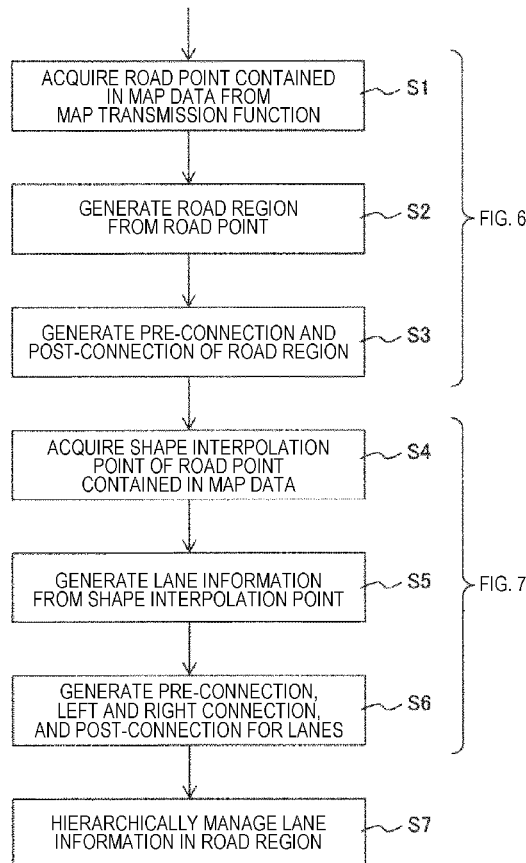 ACQUIRE ROAD POINT CONTAINED
IN MAP DATA FROM
MAP TRANSMISSION FUNCTION
S1
GENERATE ROAD REGION
FROM ROAD POINT
S2
FIG. 6
GENERATE PRE-CONNECTION AND
POST-CONNECTION OF ROAD REGION
S3
ACQUIRE SHAPE INTERPOLATION
POINT OF ROAD POINT
CONTAINED IN MAP DATA
S4
GENERATE LANE INFORMATION
FROM SHAPE INTERPOLATION POINT
S5
FIG. 7
GENERATE PRE-CONNECTION,
LEFT AND RIGHT CONNECTION,
AND POST-CONNECTION FOR LANES
S6
HIERARCHICALLY MANAGE LANE
INFORMATION IN ROAD REGION
S7